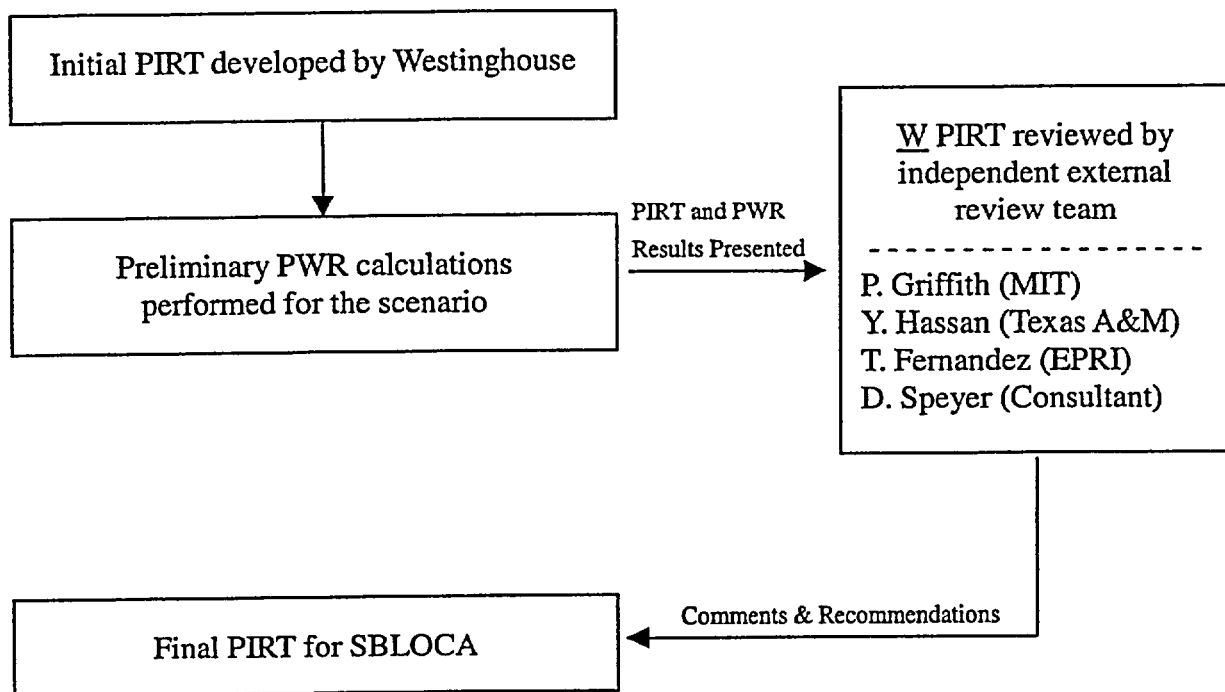 Initial PIRT developed by Westinghouse
Preliminary PWR calculations
performed for the scenario
PIRT and PWR
Results Presented
W PIRT reviewed by
independent external
review team
P. Griffith (MIT)
Y. Hassan (Texas A&M)
T. Fernandez (EPRI)
D. Speyer (Consultant)
Comments & Recommendations
Final PIRT for SBLOCA